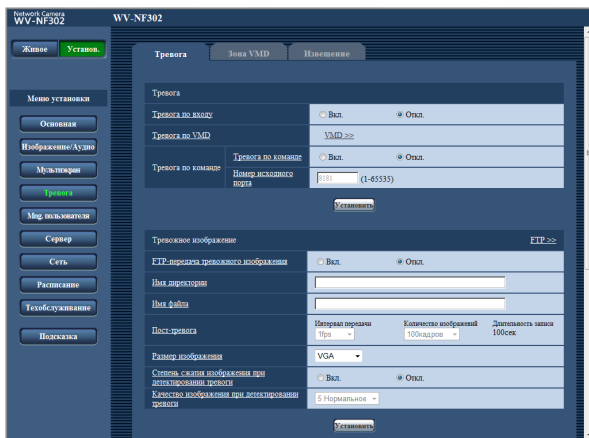 Network Camera
WV-NF302
WV-NF302
Живое Установ.
Тревога Зона VMD Извещение
Меню установки
Основная
Изображение/Аудио
Мультиэкран
Тревога
Mng. пользователя
Сервер
Сеть
Расписание
Техобслуживание
Подсказка
Тревога
Тревога по входу Вкл. Откл.
Тревога по VMD VMD >>
Тревога по команде Тревога по команде Вкл. Откл.
Номер исходного порта 8181 (1-65535)
Установить
Тревожное изображение FTP >>
FTP-передача тревожного изображения Вкл. Откл.
Имя директории
Имя файла
Пост-тревога
Интервал передачи Количество изображений Длительность записи
1fps 100кадров 100сек
Размер изображения VGA
Степень сжатия изображения при детектировании тревоги Вкл. Откл.
Качество изображения при детектировании тревоги 5 Нормальное
Установить